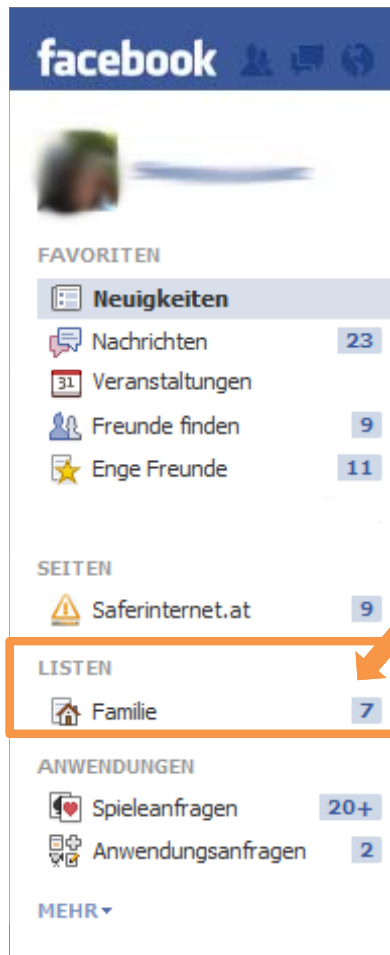 facebook
FAVORITEN
Neuigkeiten
Nachrichten 23
31 Veranstaltungen
Freunde finden 9
Enge Freunde 11
SEITEN
Saferinternet.at 9
LISTEN
Familie 7
ANWENDUNGEN
Spieleanfragen 20+
Anwendungsanfragen 2
MEHR